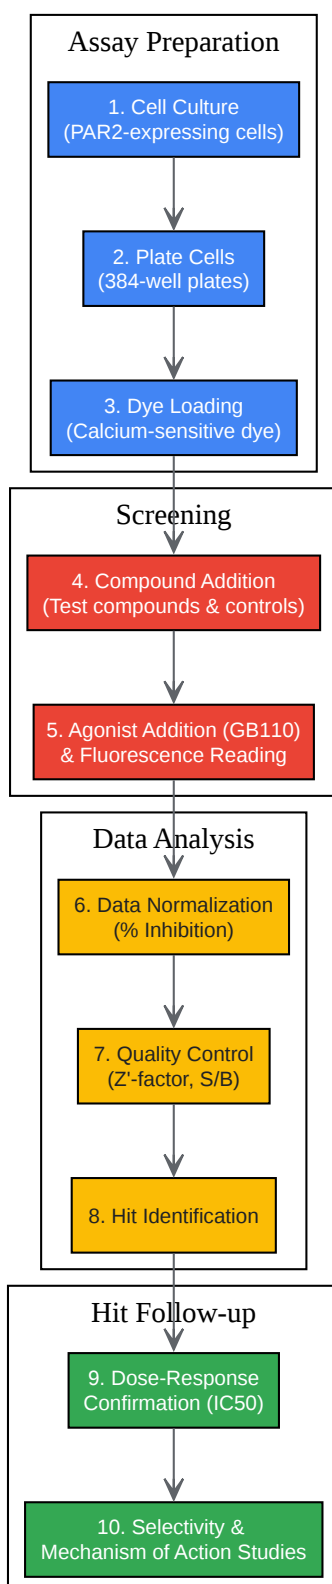 Assay Preparation
1. Cell Culture
(PAR2-expressing cells)
2. Plate Cells
(384-well plates)
3. Dye Loading
(Calcium-sensitive dye)
Screening
4. Compound Addition
(Test compounds & controls)
5. Agonist Addition (GB110)
& Fluorescence Reading
Data Analysis
6. Data Normalization
(% Inhibition)
7. Quality Control
(Z'-factor, S/B)
8. Hit Identification
Hit Follow-up
9. Dose-Response
Confirmation (IC50)
10. Selectivity &
Mechanism of Action Studies